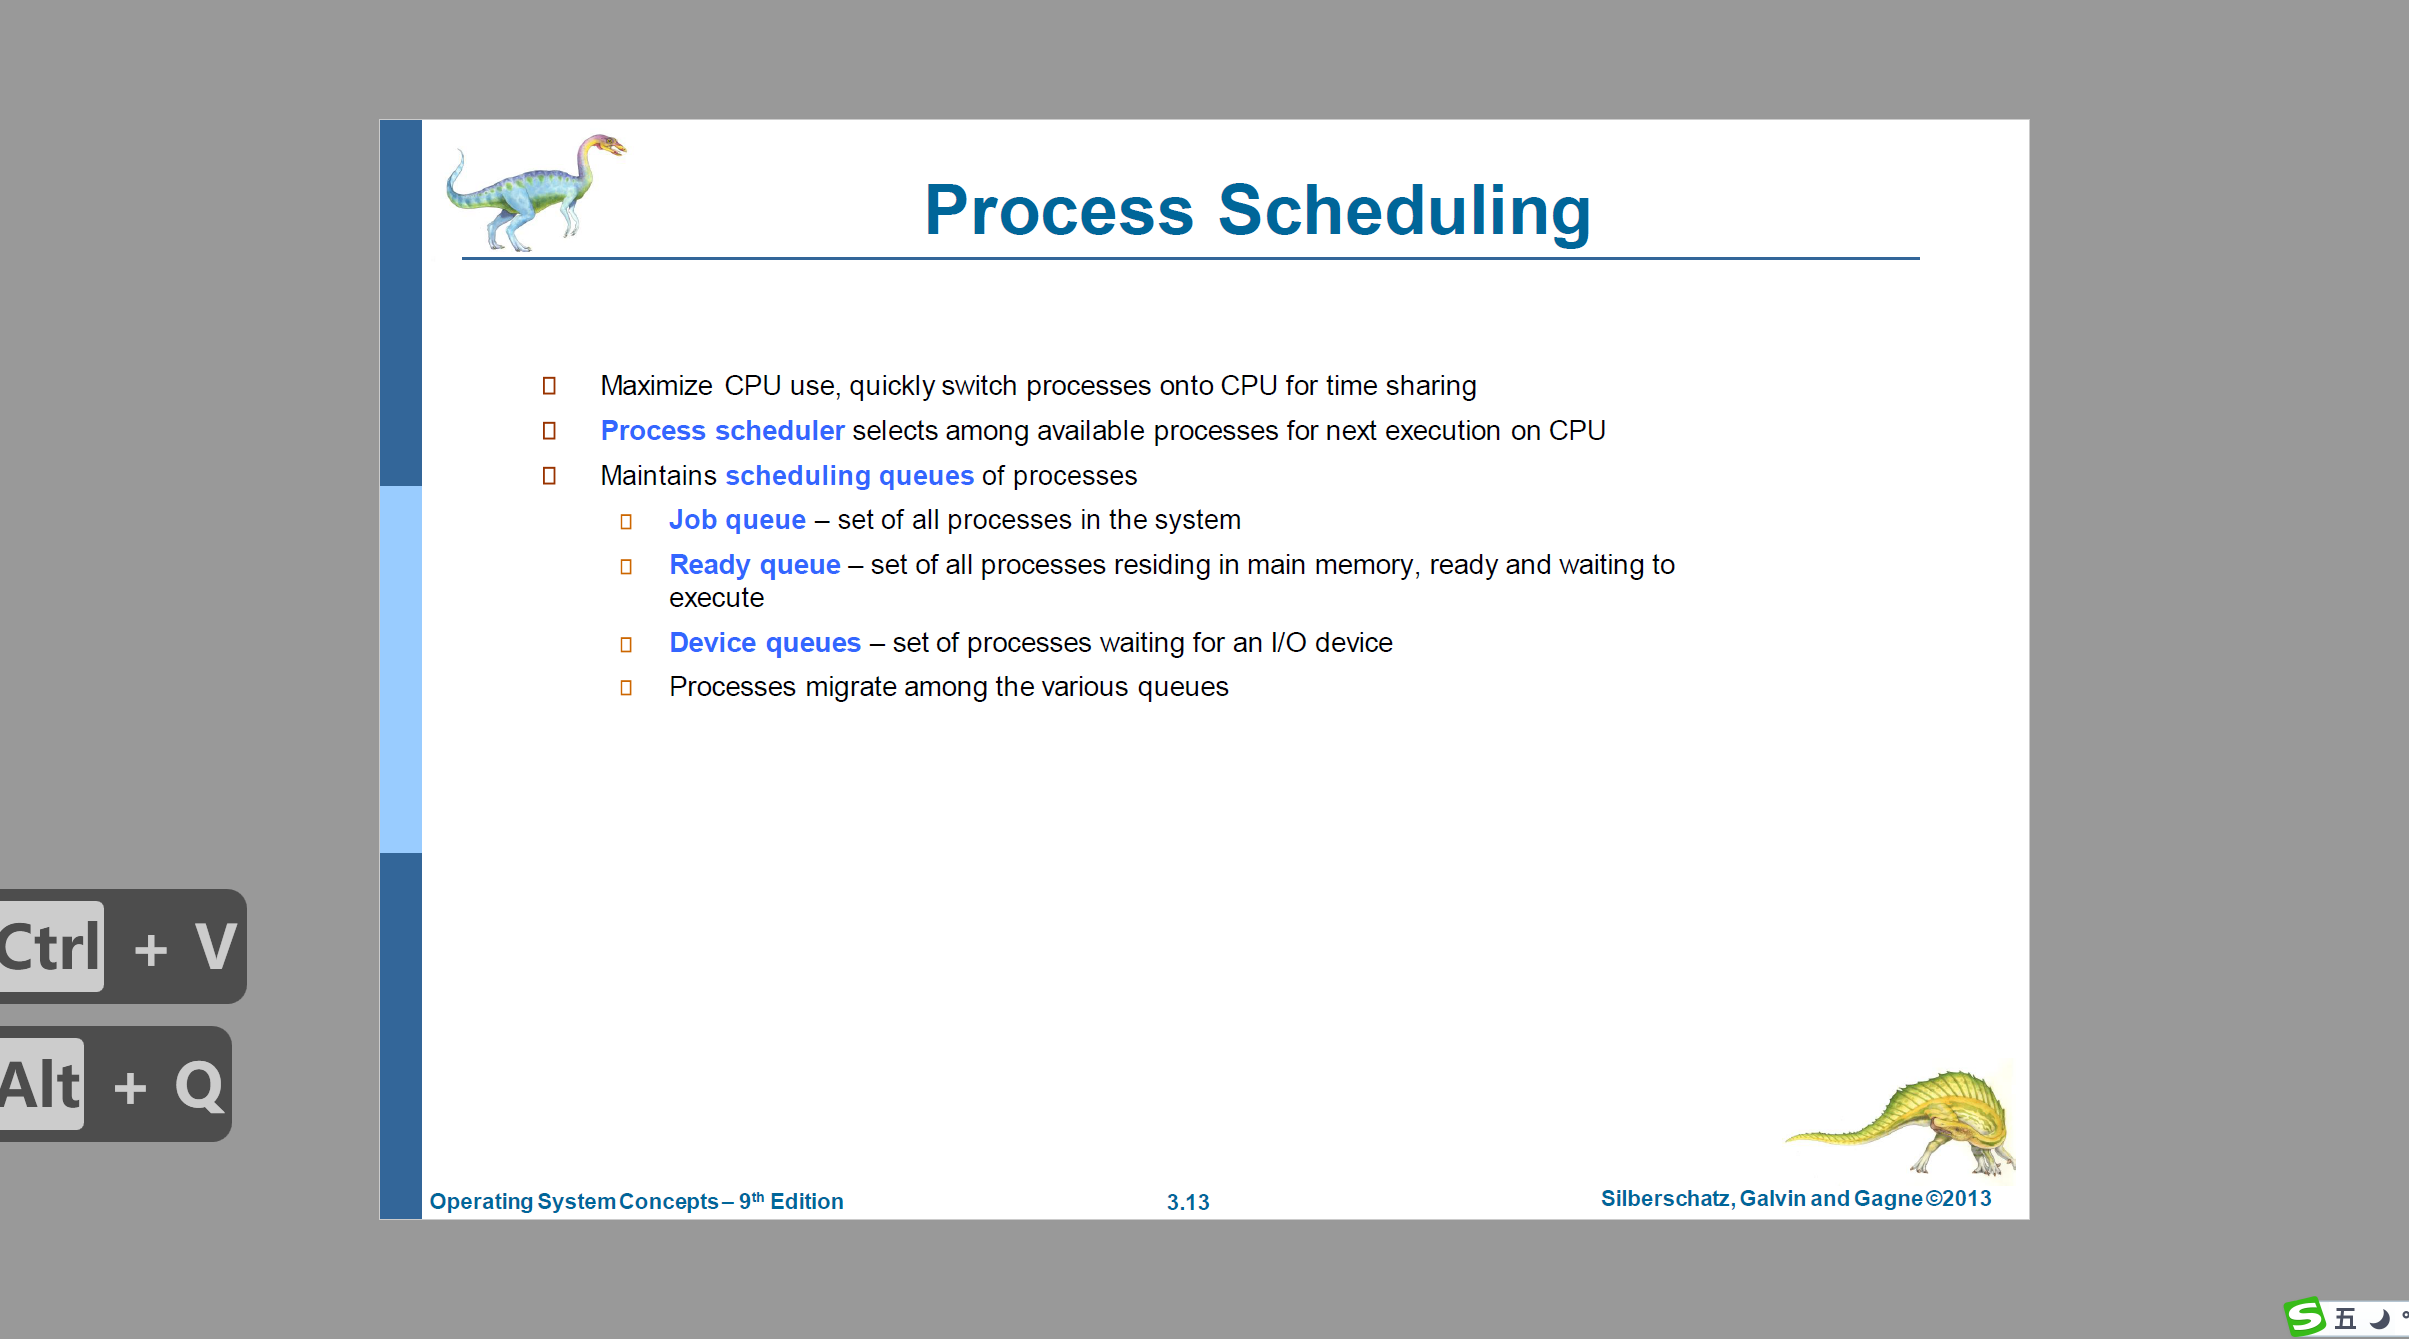 Process Scheduling
Maximize CPU use, quickly switch processes onto CPU for time sharing
Process scheduler selects among available processes for next execution on CPU
Maintains scheduling queues of processes
Job queue – set of all processes in the system
Ready queue – set of all processes residing in main memory, ready and waiting to
execute
Device queues – set of processes waiting for an I/O device
Processes migrate among the various queues
Ctrl + V
Alt + Q
Operating System Concepts – 9th Edition
3.13
Silberschatz, Galvin and Gagne ©2013
S 五